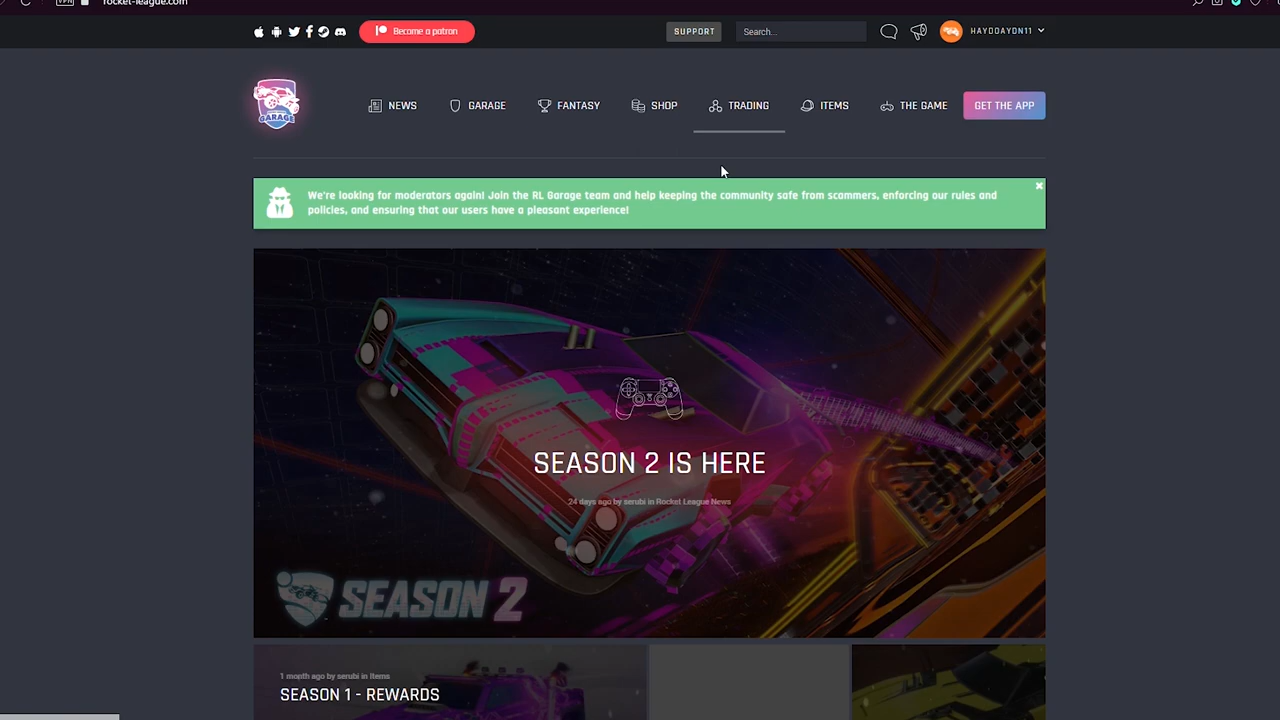 VPN rocket-league.com
Become a patron
SUPPORT
Search...
HAYDDAYDN11
GARAGE
NEWS
GARAGE
FANTASY
SHOP
TRADING
ITEMS
THE GAME
GET THE APP
We're looking for moderators again! Join the RL Garage team and help keeping the community safe from scammers, enforcing our rules and
policies, and ensuring that our users have a pleasant experience!
SEASON 2 IS HERE
24 days ago by serubi in Rocket League News
SEASON 2
1 month ago by serubi in Items
SEASON 1 - REWARDS